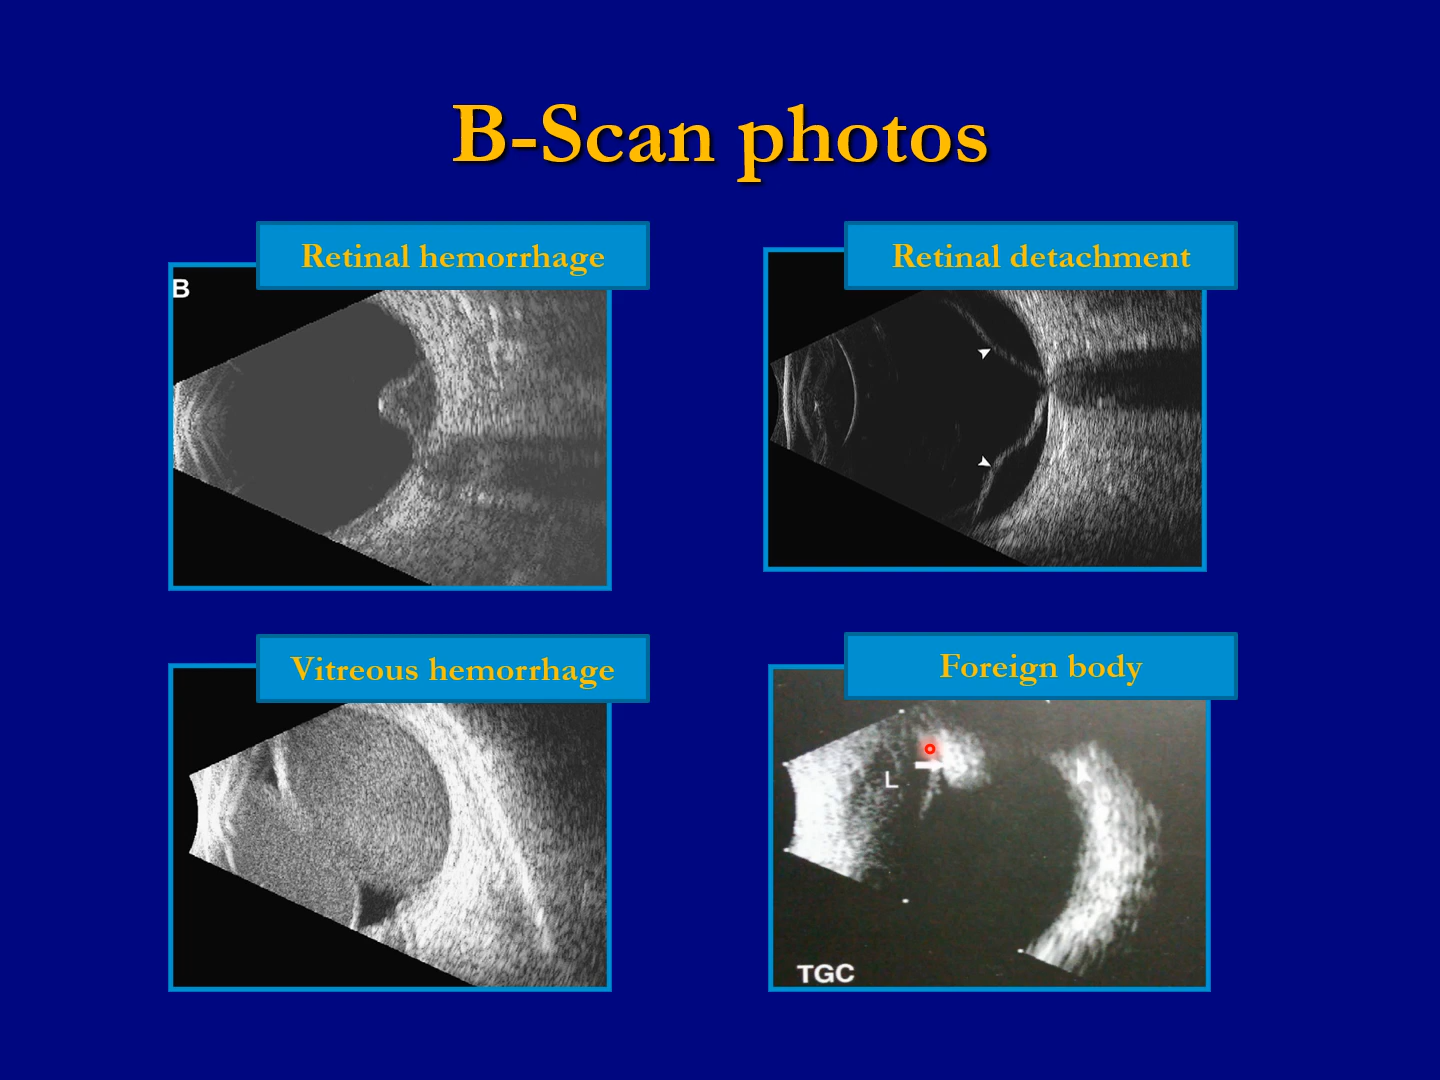 B-Scan photos
Retinal hemorrhage
Retinal detachment
B
Vitreous hemorrhage
Foreign body
L
TGC